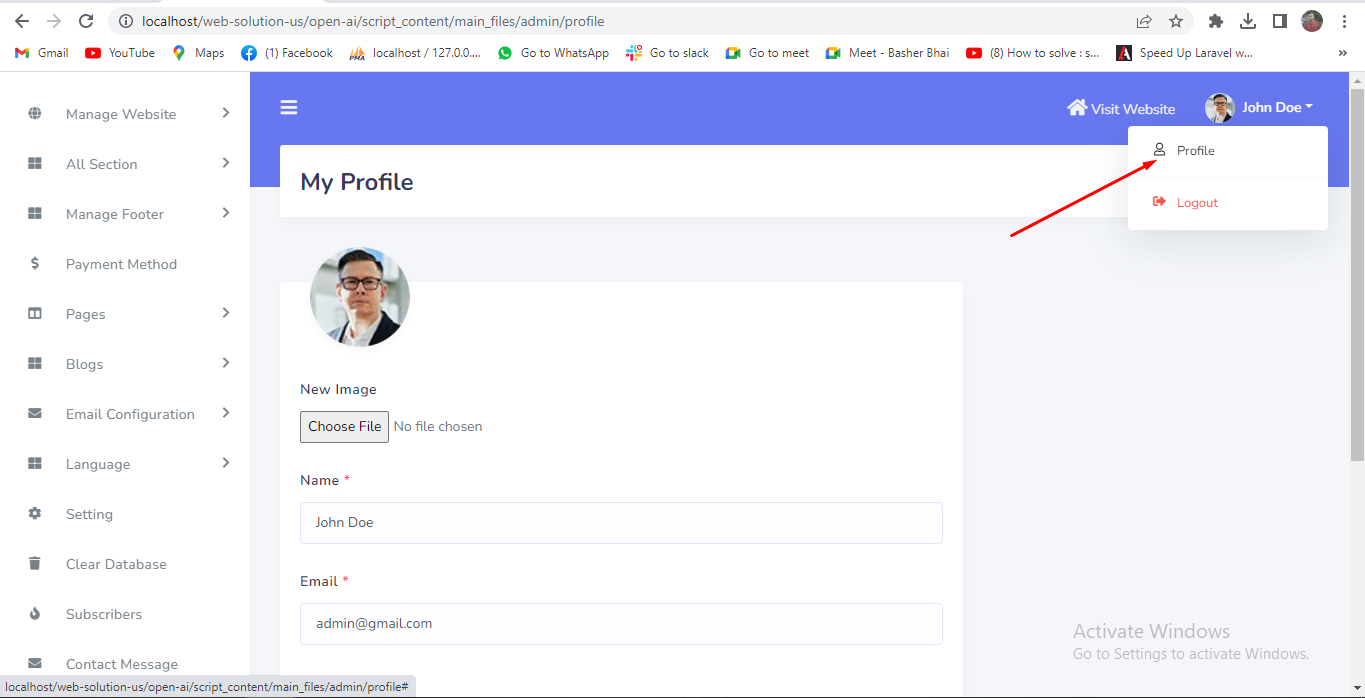 localhost/web-solution-us/open-ai/script_content/main_files/admin/profile
Gmail YouTube Maps (1) Facebook PMA localhost / 127.0.0.... Go to WhatsApp Go to slack Go to meet Meet - Basher Bhai (8) How to solve : s... Speed Up Laravel w... »
Visit Website John Doe
Profile
Logout
Manage Website
All Section
Manage Footer
Payment Method
Pages
Blogs
Email Configuration
Language
Setting
Clear Database
Subscribers
Contact Message
My Profile
New Image
Choose File No file chosen
Name *
John Doe
Email *
admin@gmail.com
Activate Windows
Go to Settings to activate Windows.
localhost/web-solution-us/open-ai/script_content/main_files/admin/profile#